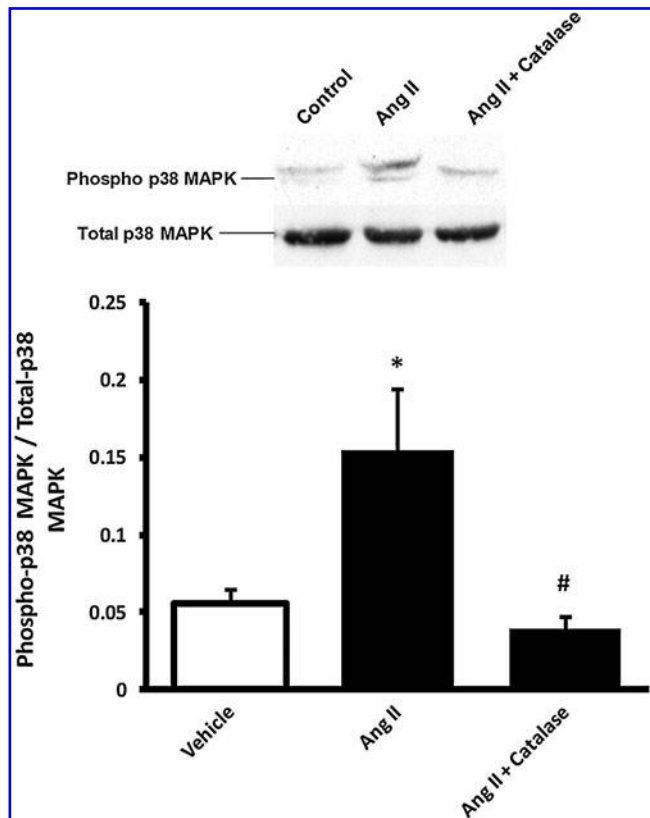 Control
Ang II
Ang II + Catalase
Phospho p38 MAPK
Total p38 MAPK
Phospho-p38 MAPK / Total-p38
MAPK
0.25
0.2
0.15
0.1
0.05
0
*
#
Vehicle
Ang II
Ang II + Catalase